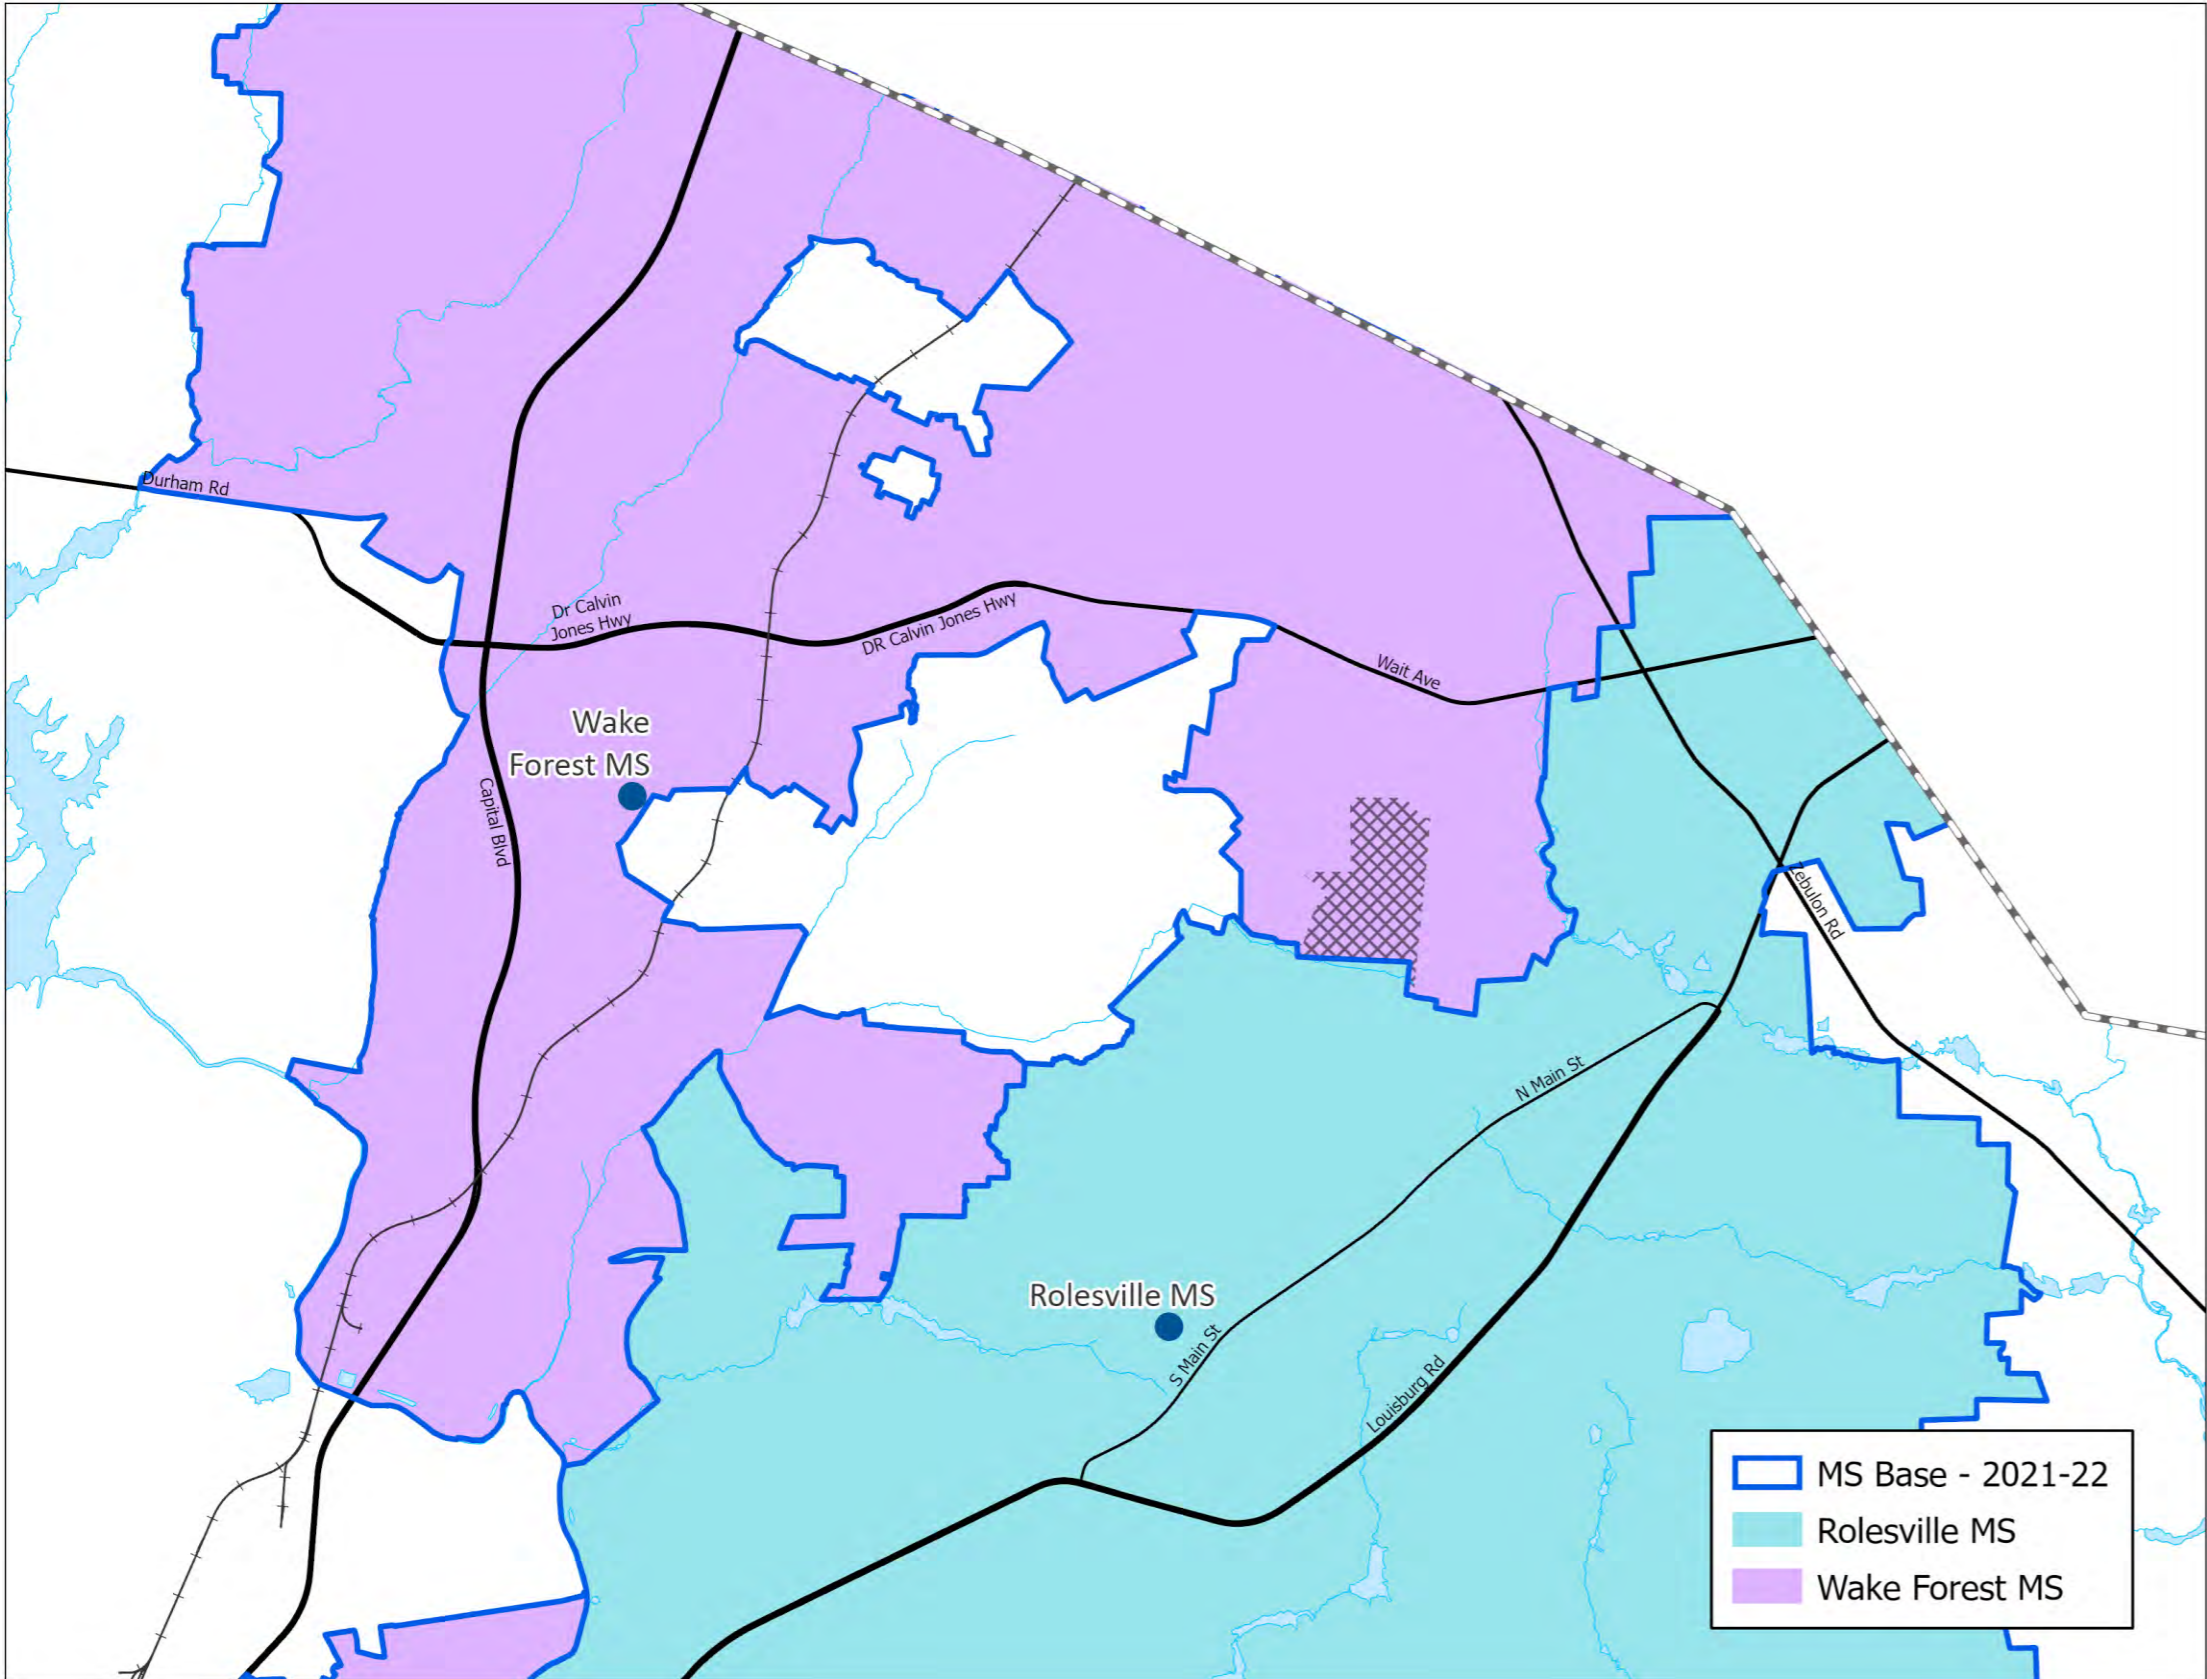 Durham Rd
Dr Calvin
Jones Hwy
DR Calvin Jones Hwy
Wait Ave
Wake
Forest MS
Capital Blvd
Zebulon Rd
N Main St
Rolesville MS
S Main St
Louisburg Rd
MS Base - 2021-22
Rolesville MS
Wake Forest MS